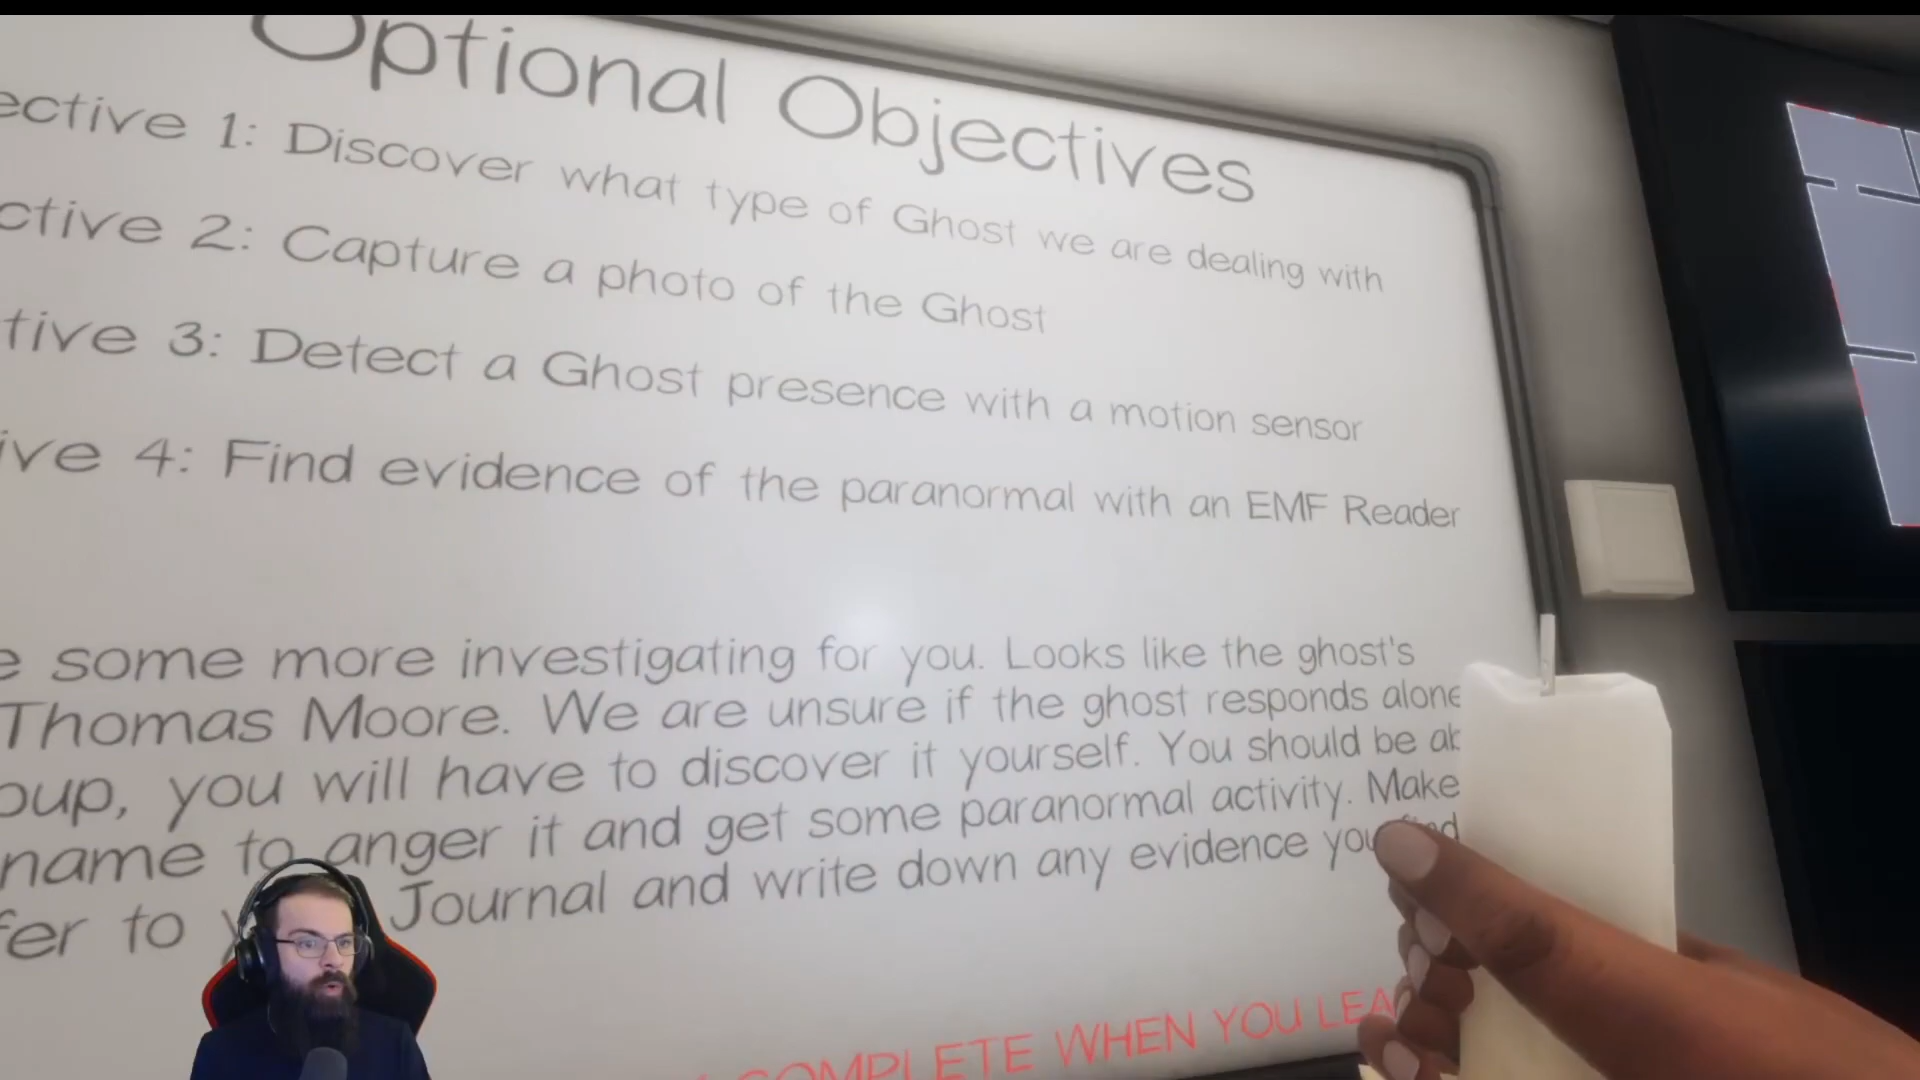 Optional Objectives
ective 1: Discover what type of Ghost we are dealing with
ctive 2: Capture a photo of the Ghost
tive 3: Detect a Ghost presence with a motion sensor
ive 4: Find evidence of the paranormal with an EMF Reader
e some more investigating for you. Looks like the ghost's
Thomas Moore. We are unsure if the ghost responds alone
oup, you will have to discover it yourself. You should be ab
name to anger it and get some paranormal activity. Make
fer to Journal and write down any evidence you find
COMPLETE WHEN YOU LEA